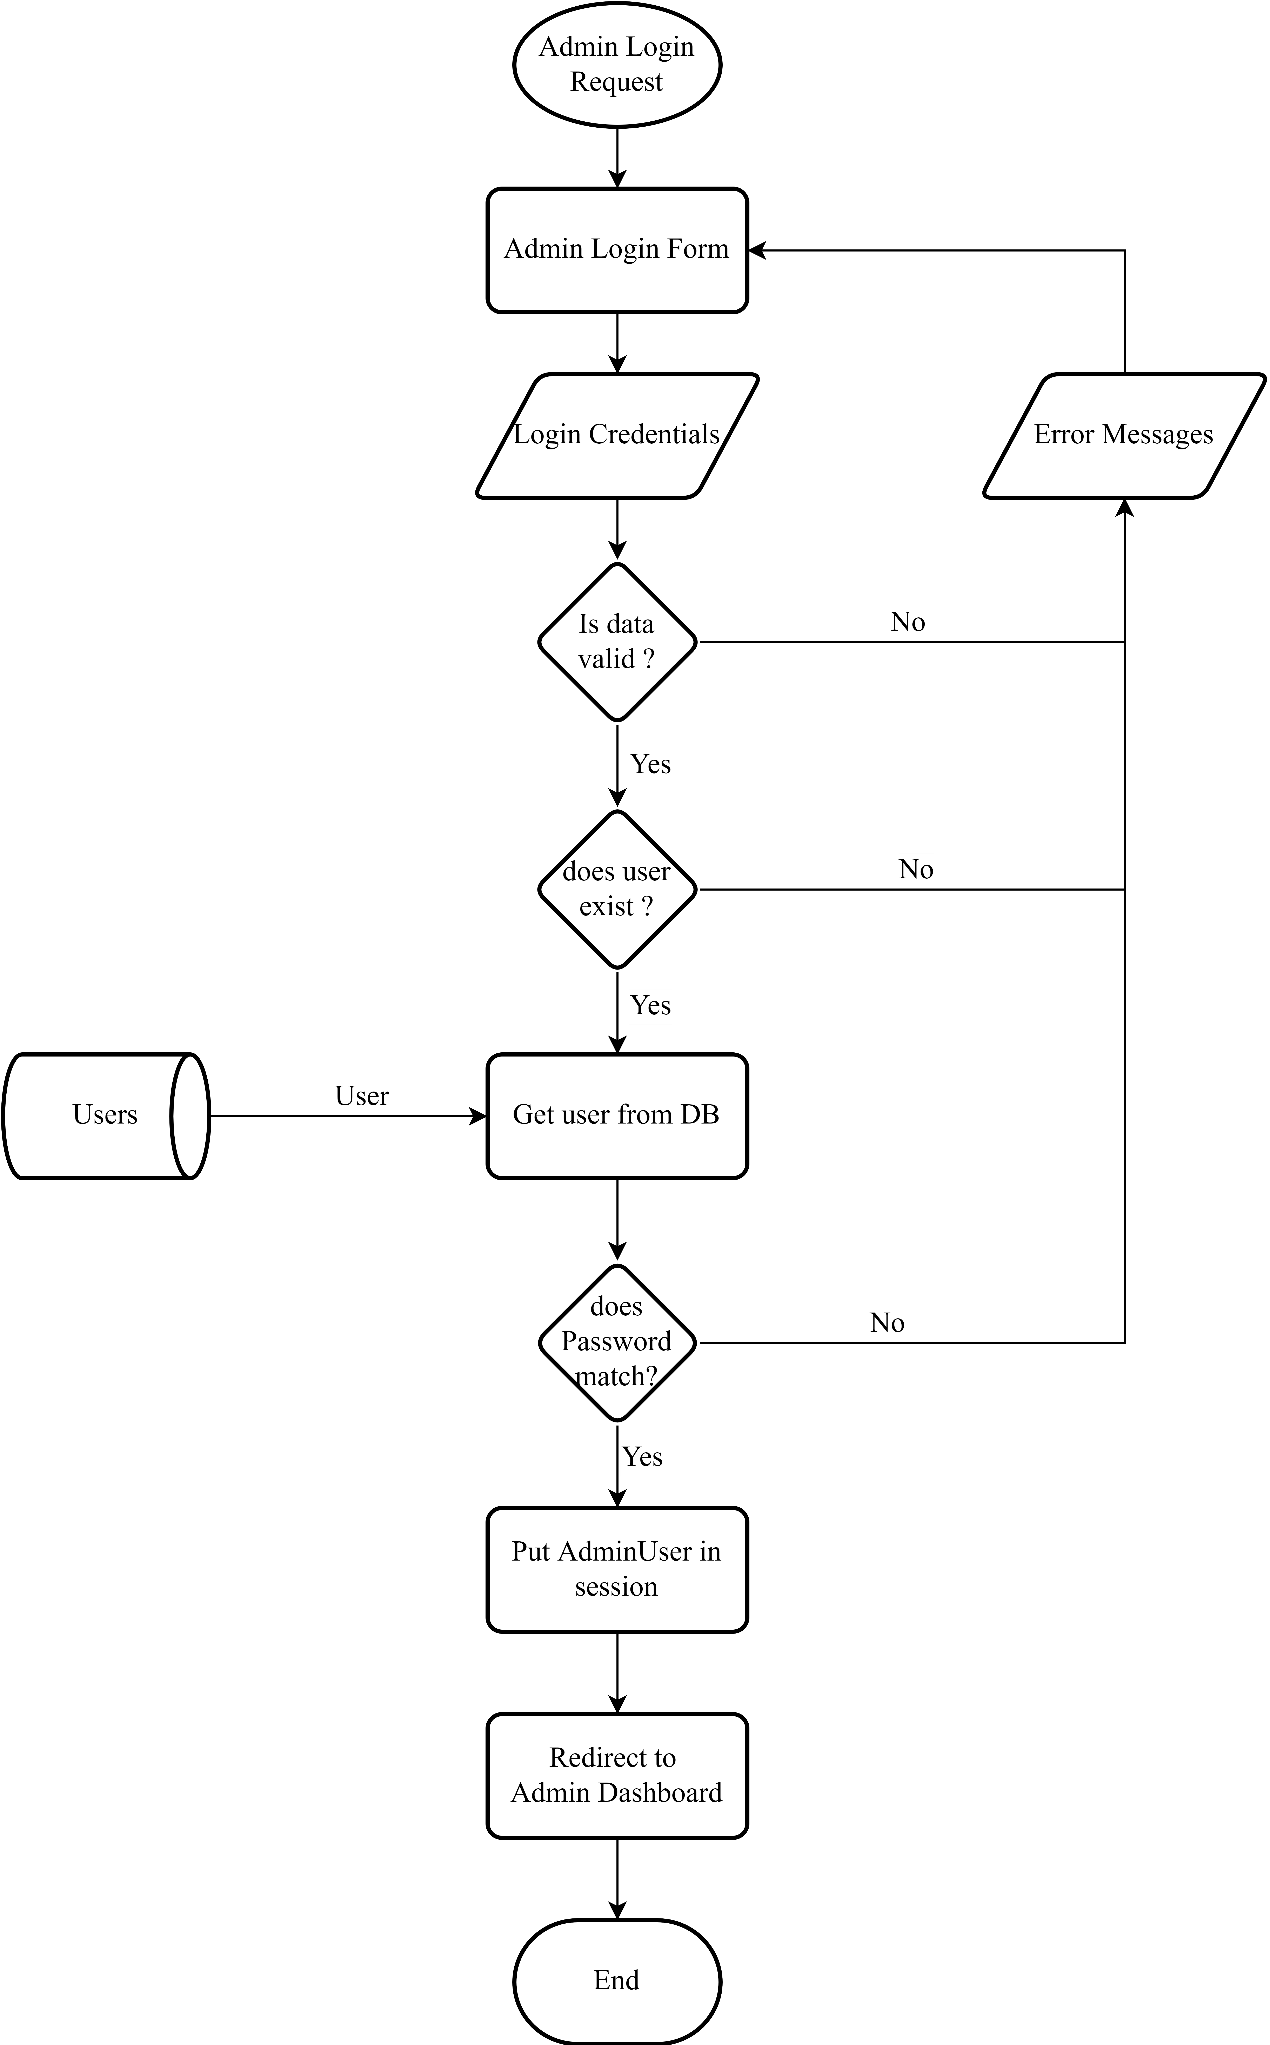 Admin Login
Request
Admin Login Form
Login Credentials
Error Messages
Is data
valid ?
No
Yes
does user
exist ?
No
Yes
Users
User
Get user from DB
does
Password
match?
No
Yes
Put AdminUser in
session
Redirect to
Admin Dashboard
End